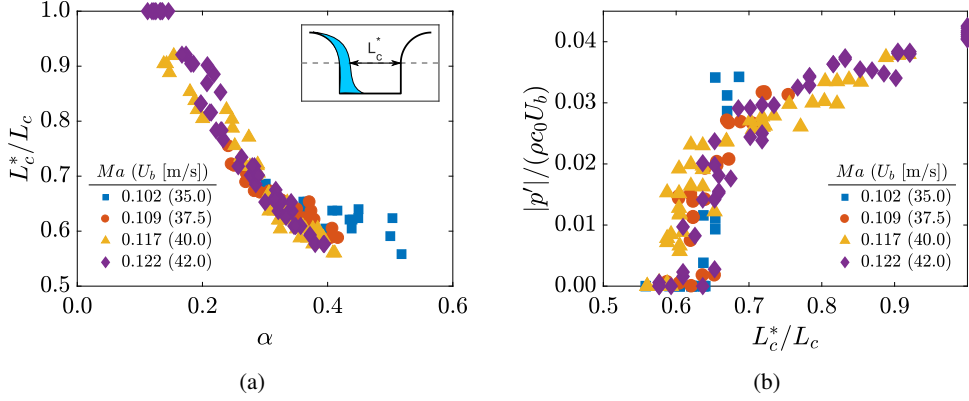 1.0
0.9
0.8
0.7
0.6
0.5
L*c/Lc
L*c
Ma (Ub [m/s])
0.102 (35.0)
0.109 (37.5)
0.117 (40.0)
0.122 (42.0)
0.0 0.2 0.4 0.6
α
(a)
0.04
0.03
0.02
0.01
0.00
|p′|/(ρc0Ub)
Ma (Ub [m/s])
0.102 (35.0)
0.109 (37.5)
0.117 (40.0)
0.122 (42.0)
0.5 0.6 0.7 0.8 0.9
L*c/Lc
(b)